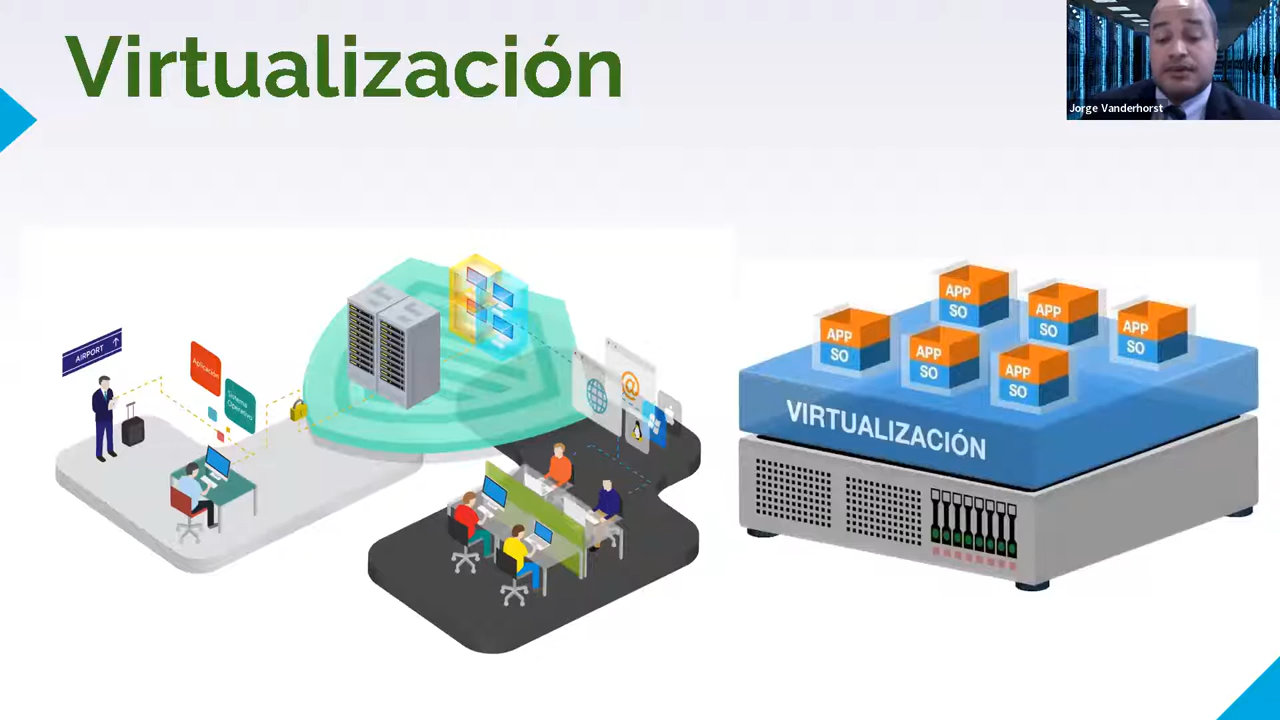 Virtualización
Jorge Vanderhorst
AIRPORT
Aplicación
Sistema
Operativo
@
APP
SO
APP
SO
APP
SO
APP
SO
APP
SO
APP
SO
VIRTUALIZACIÓN